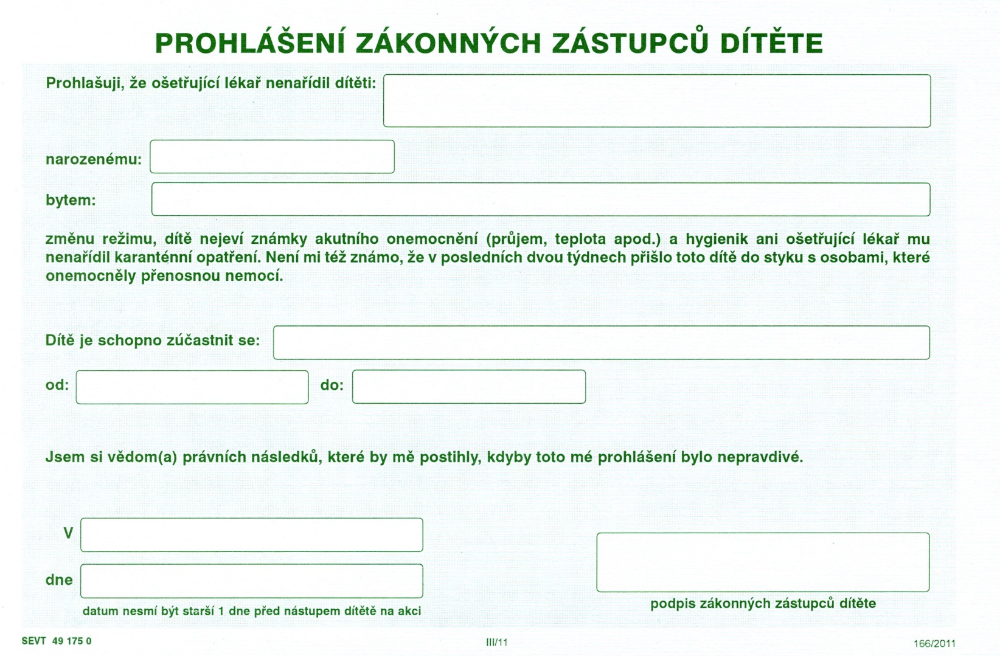 PROHLÁŠENÍ ZÁKONNÝCH ZÁSTUPCŮ DÍTĚTE
Prohlašuji, že ošetřující lékař nenařídil dítěti:
narozenému:
bytem:
změnu režimu, dítě nejeví známky akutního onemocnění (průjem, teplota apod.) a hygienik ani ošetřující lékař mu
nenařídil karanténní opatření. Není mi též známo, že v posledních dvou týdnech přišlo toto dítě do styku s osobami, které
onemocněly přenosnou nemocí.
Dítě je schopno zúčastnit se:
od: do:
Jsem si vědom(a) právních následků, které by mě postihly, kdyby toto mé prohlášení bylo nepravdivé.
V
dne
datum nesmí být starší 1 dne před nástupem dítětě na akci
podpis zákonných zástupců dítěte
SEVT 49 175 0 III/11 166/2011